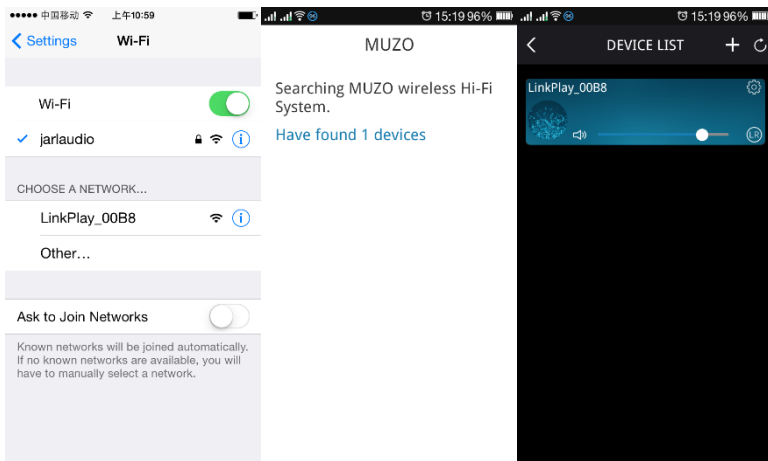 中国移动 上午10:59
Settings Wi-Fi
Wi-Fi
jarlaudio
CHOOSE A NETWORK...
LinkPlay_00B8
Other...
Ask to Join Networks
Known networks will be joined automatically.
If no known networks are available, you will
have to manually select a network.
15:19 96%
MUZO
Searching MUZO wireless Hi-Fi
System.
Have found 1 devices
15:19 96%
DEVICE LIST
LinkPlay_00B8
LR